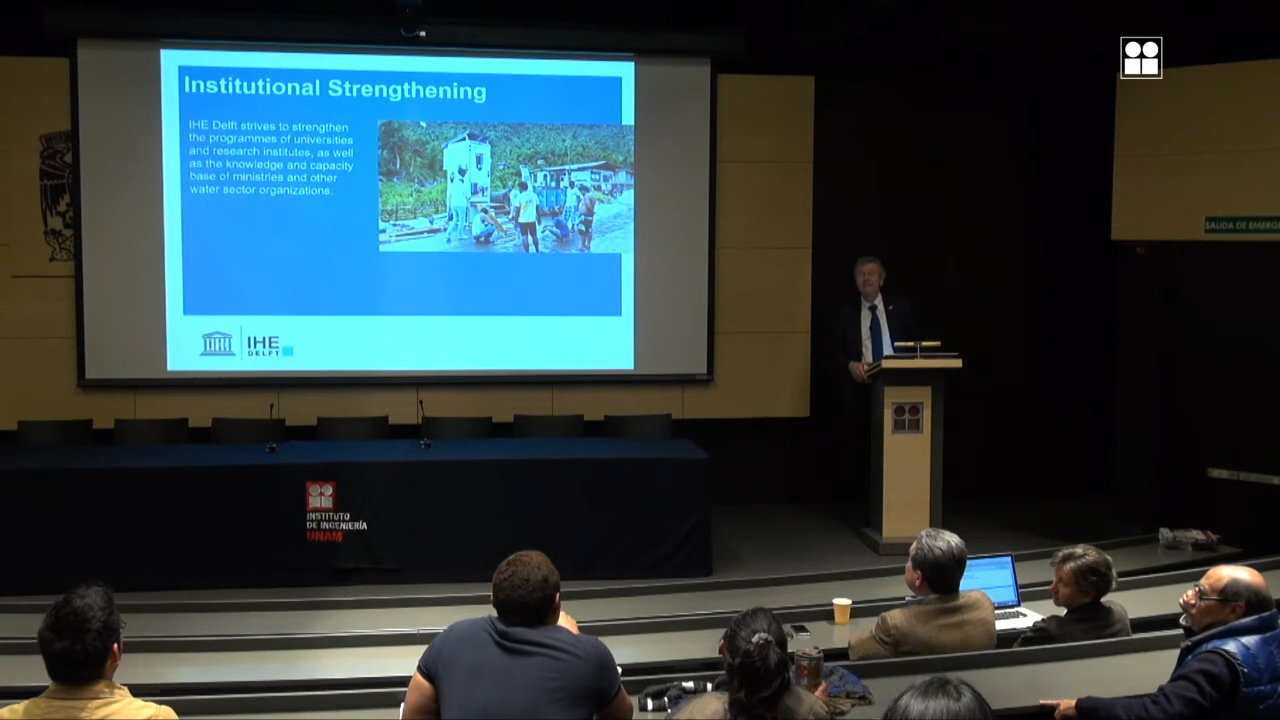 Institutional Strengthening
IHE Delft strives to strengthen
the programmes of universities
and research institutes, as well
as the knowledge and capacity
base of ministries and other
water sector organizations.
IHE
DELFT
SALIDA DE EMERG
INSTITUTO
DE INGENIERÍA
UNAM